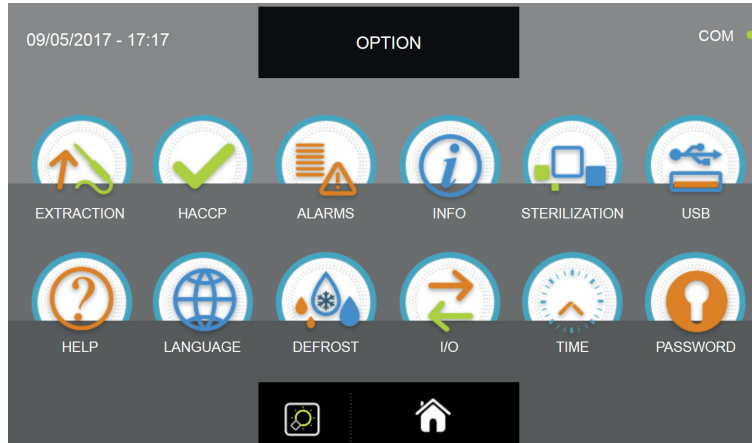 09/05/2017 - 17:17
OPTION
COM
EXTRACTION
HACCP
ALARMS
INFO
STERILIZATION
USB
HELP
LANGUAGE
DEFROST
I/O
TIME
PASSWORD